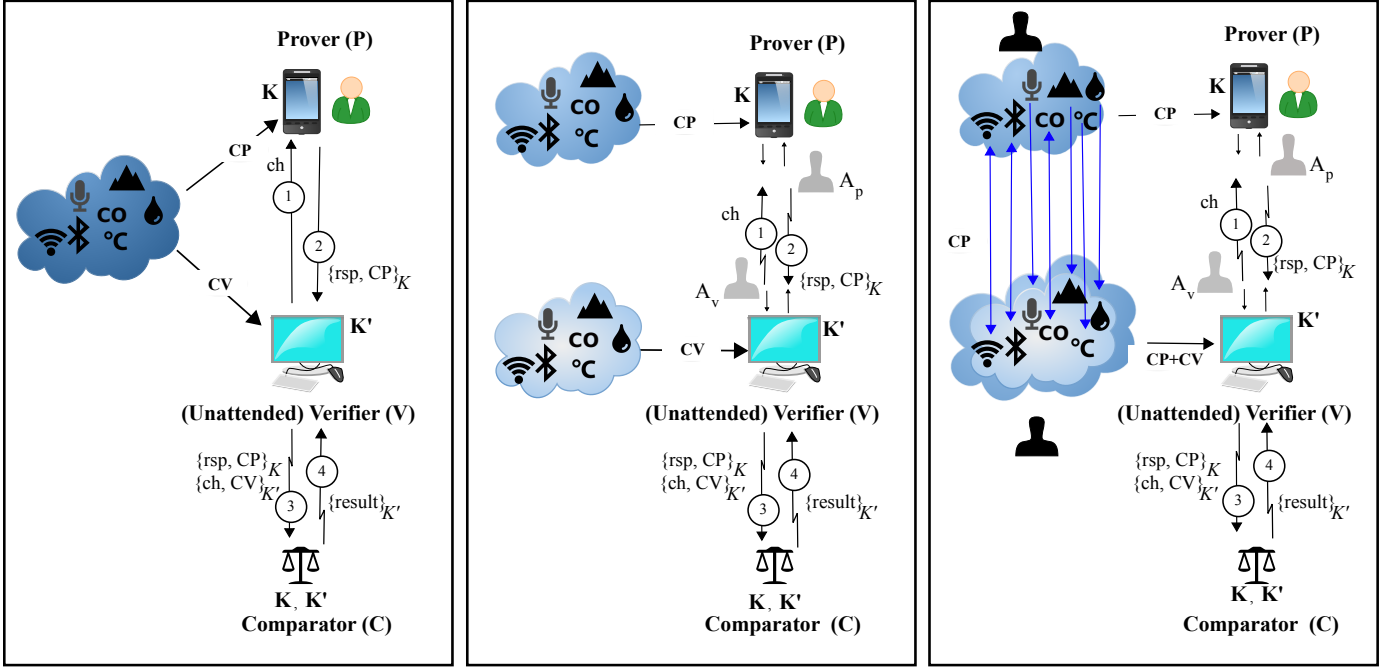 Prover (P)
K
CP
ch
1
2
{rsp, CP}K
CO
°C
CV
K'
(Unattended) Verifier (V)
{rsp, CP}K
{ch, CV}K'
4
3
{result}K'
K, K'
Comparator (C)
Prover (P)
K
CO
°C
CP
Ap
ch
1
2
{rsp, CP}K
Av
CO
°C
CV
K'
(Unattended) Verifier (V)
{rsp, CP}K
{ch, CV}K'
4
3
{result}K'
K, K'
Comparator (C)
Prover (P)
K
CO °C
CP
Ap
ch
1
2
{rsp, CP}K
CP
Av
CO
°C
CP+CV
K'
(Unattended) Verifier (V)
{rsp, CP}K
{ch, CV}K'
4
3
{result}K'
K, K'
Comparator (C)